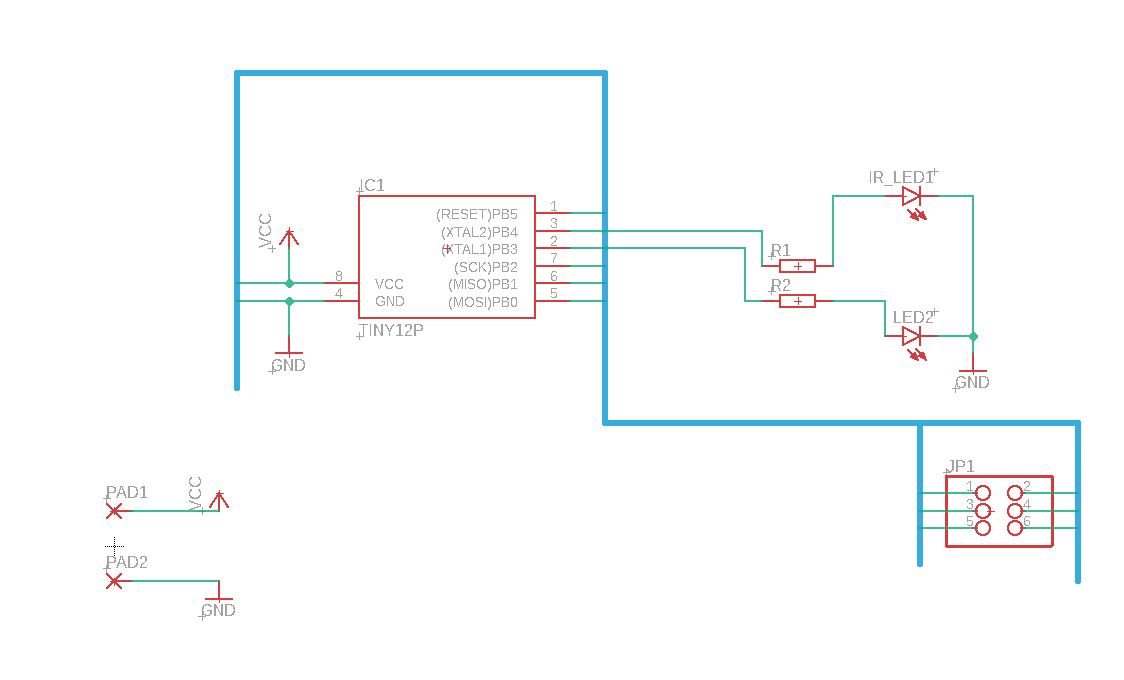 IR_LED1
IC1
VCC
(RESET)PB5
1
(XTAL2)PB4
3
R1
(XTAL1)PB3
2
(SCK)PB2
7
8
VCC
(MISO)PB1
6
R2
4
GND
(MOSI)PB0
5
LED2
TINY12P
GND
GND
JP1
1
2
3
4
5
6
PAD1
VCC
PAD2
GND